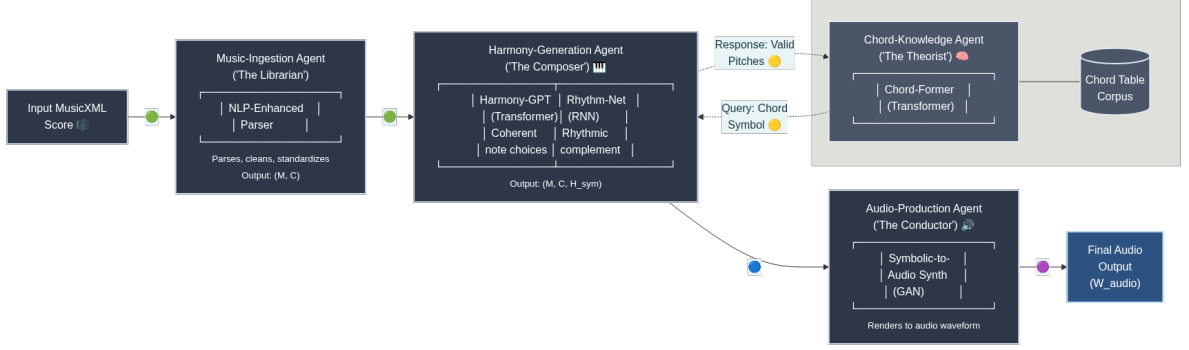 Input MusicXML
Score 🎼
Music-Ingestion Agent
('The Librarian')
NLP-Enhanced
Parser
Parses, cleans, standardizes
Output: (M, C)
Harmony-Generation Agent
('The Composer') 🎹
Harmony-GPT
(Transformer)
Coherent
note choices
Rhythm-Net
(RNN)
Rhythmic
complement
Output: (M, C, H_sym)
Response: Valid
Pitches 🟡
Query: Chord
Symbol 🟡
Chord-Knowledge Agent
('The Theorist') 🧠
Chord-Former
(Transformer)
Chord Table
Corpus
Audio-Production Agent
('The Conductor') 🔊
Symbolic-to-
Audio Synth
(GAN)
Renders to audio waveform
Final Audio
Output
(W_audio)